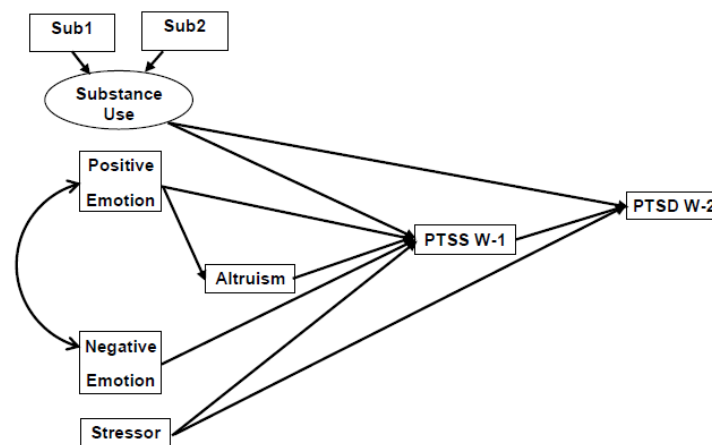 Sub1
Sub2
Substance
Use
Positive
Emotion
PTSD W-2
PTSS W-1
Altruism
Negative
Emotion
Stressor